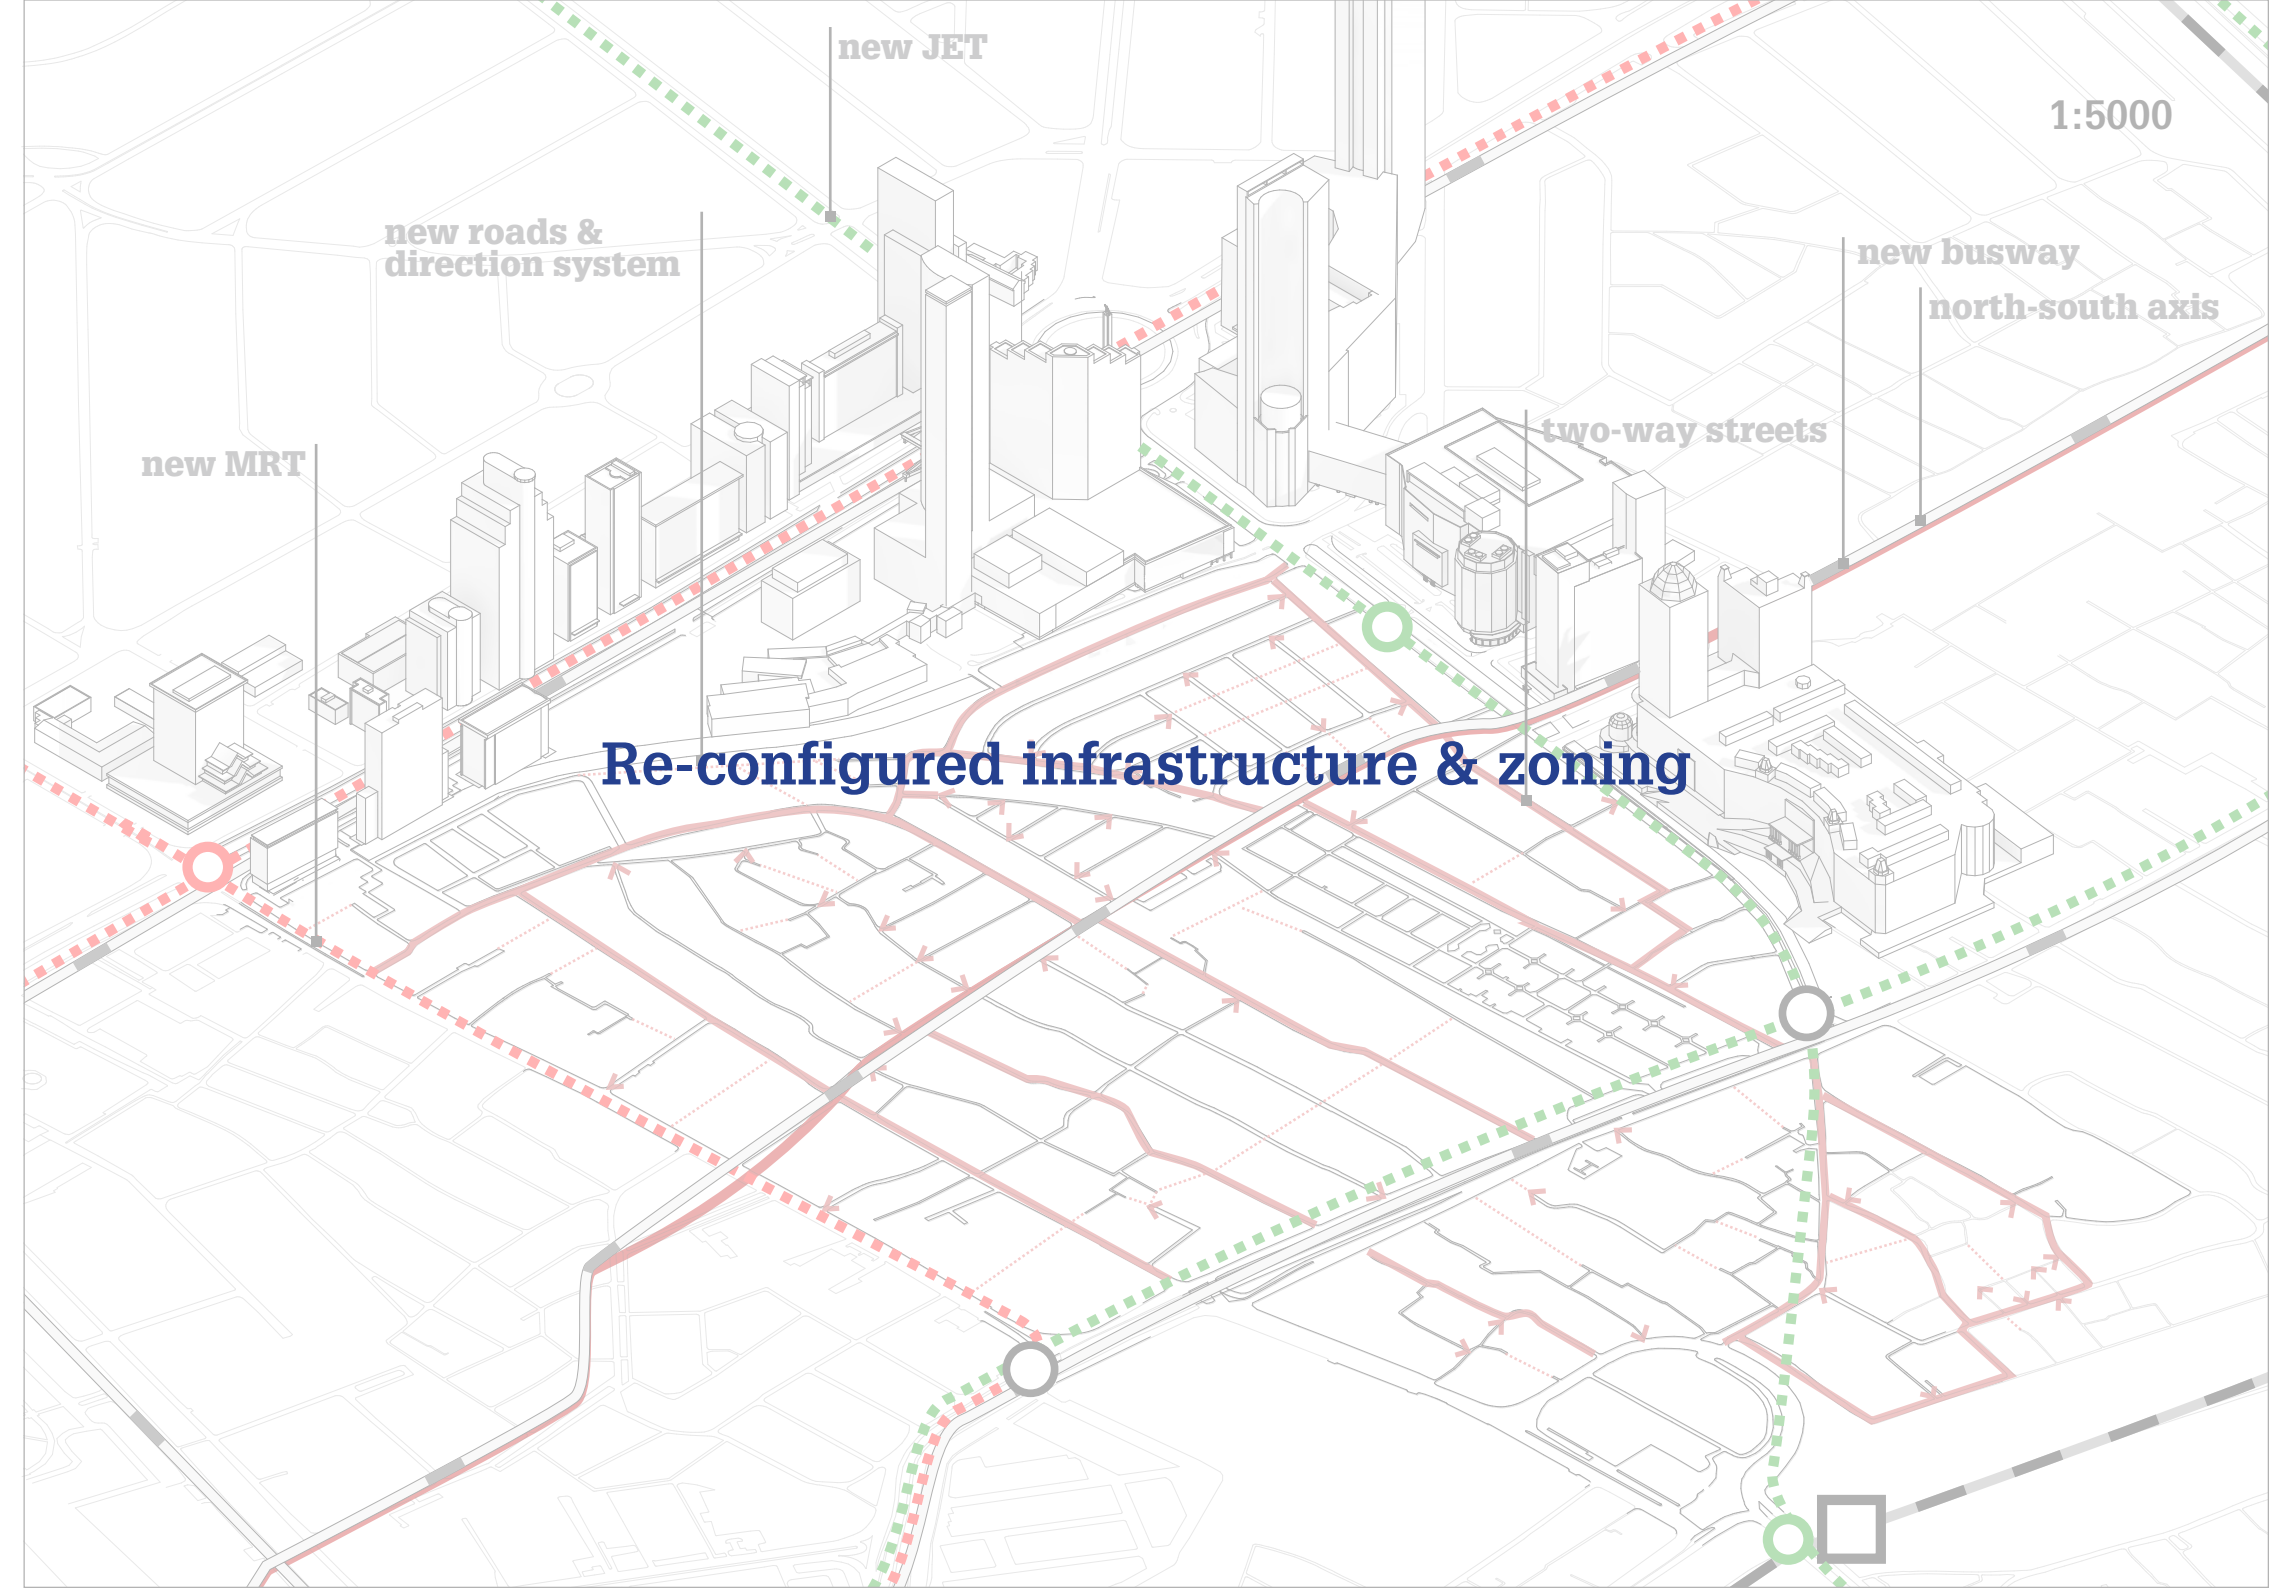 new JET
1:5000
new roads &
direction system
new busway
north-south axis
two-way streets
new MRT
Re-configured infrastructure & zoning